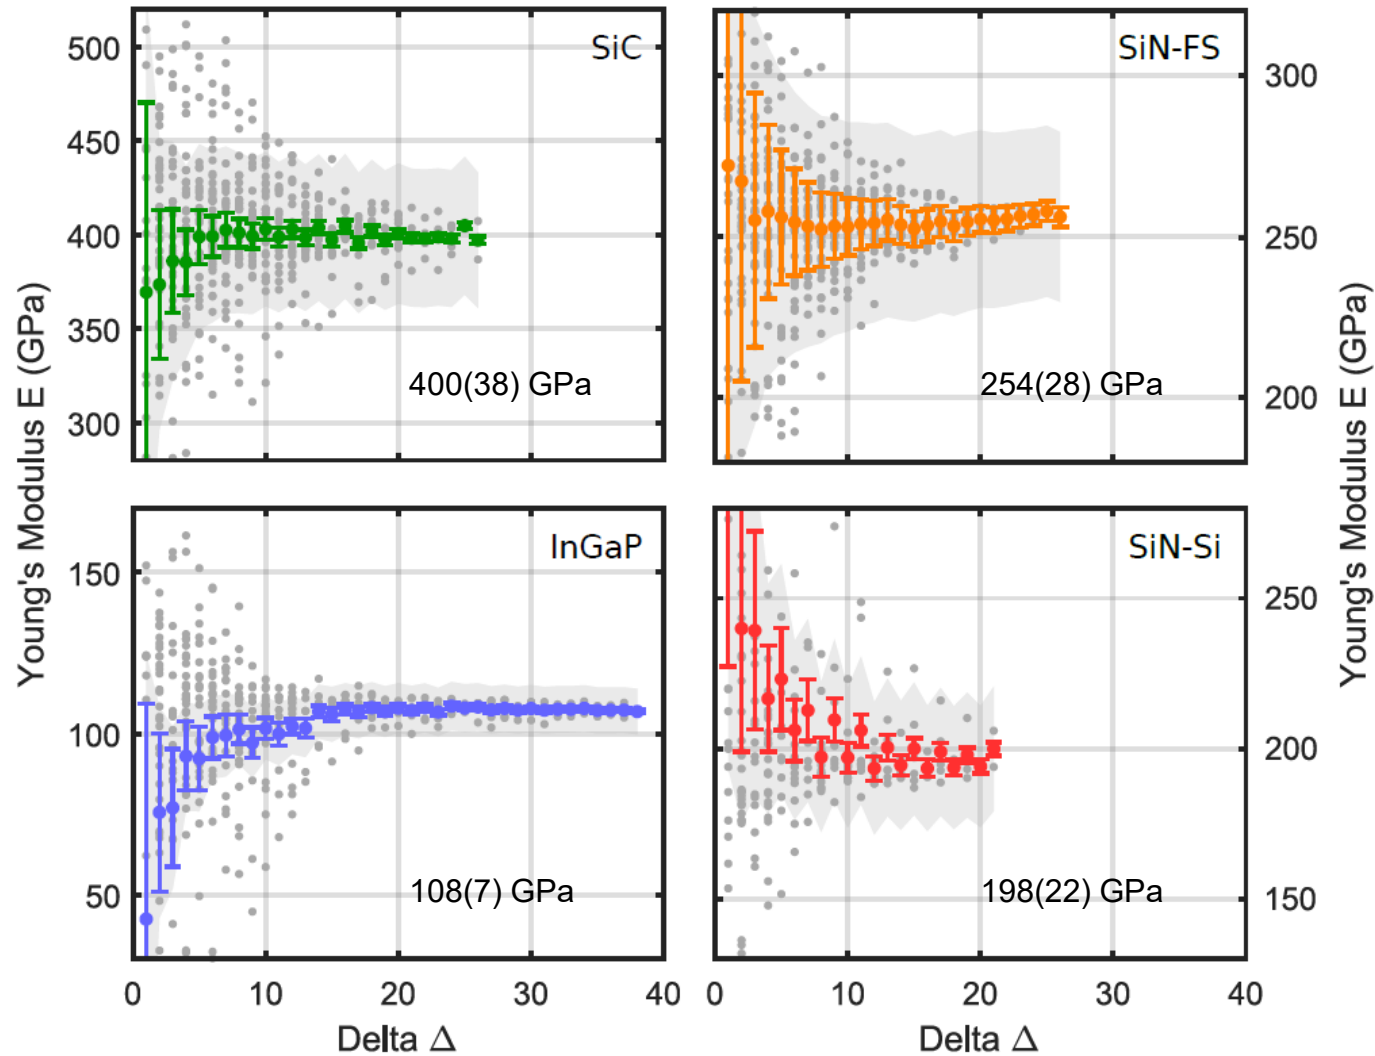 Young's Modulus E (GPa)
500
450
400
350
300
SiC
400(38) GPa
SiN-FS
254(28) GPa
300
250
200
150
100
50
InGaP
108(7) GPa
SiN-Si
198(22) GPa
250
200
150
Young's Modulus E (GPa)
0 10 20 30 40
Delta Δ
0 10 20 30 40
Delta Δ